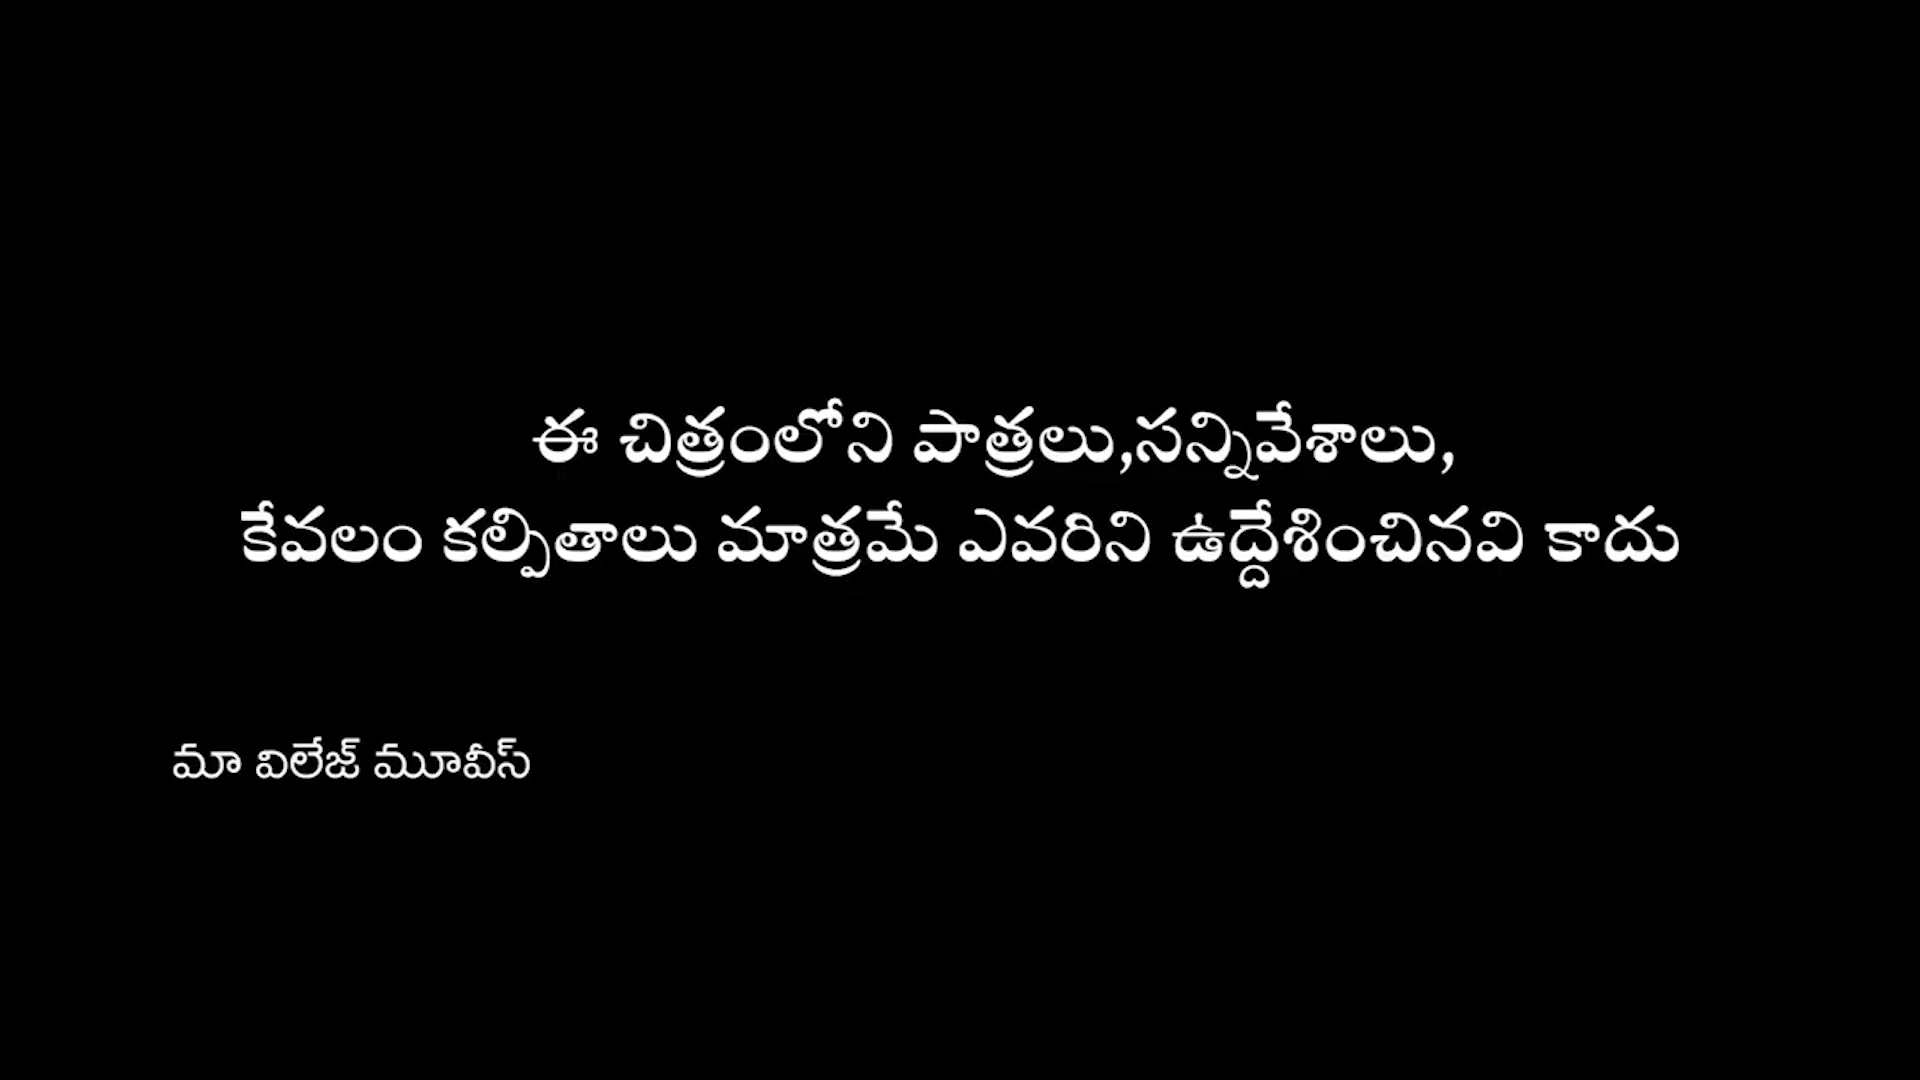 ఈ చిత్రంలోని పాత్రలు,సన్నివేశాలు,
కేవలం కల్పితాలు మాత్రమే ఎవరిని ఉద్దేశించినవి కాదు
మా విలేజ్ మూవీస్